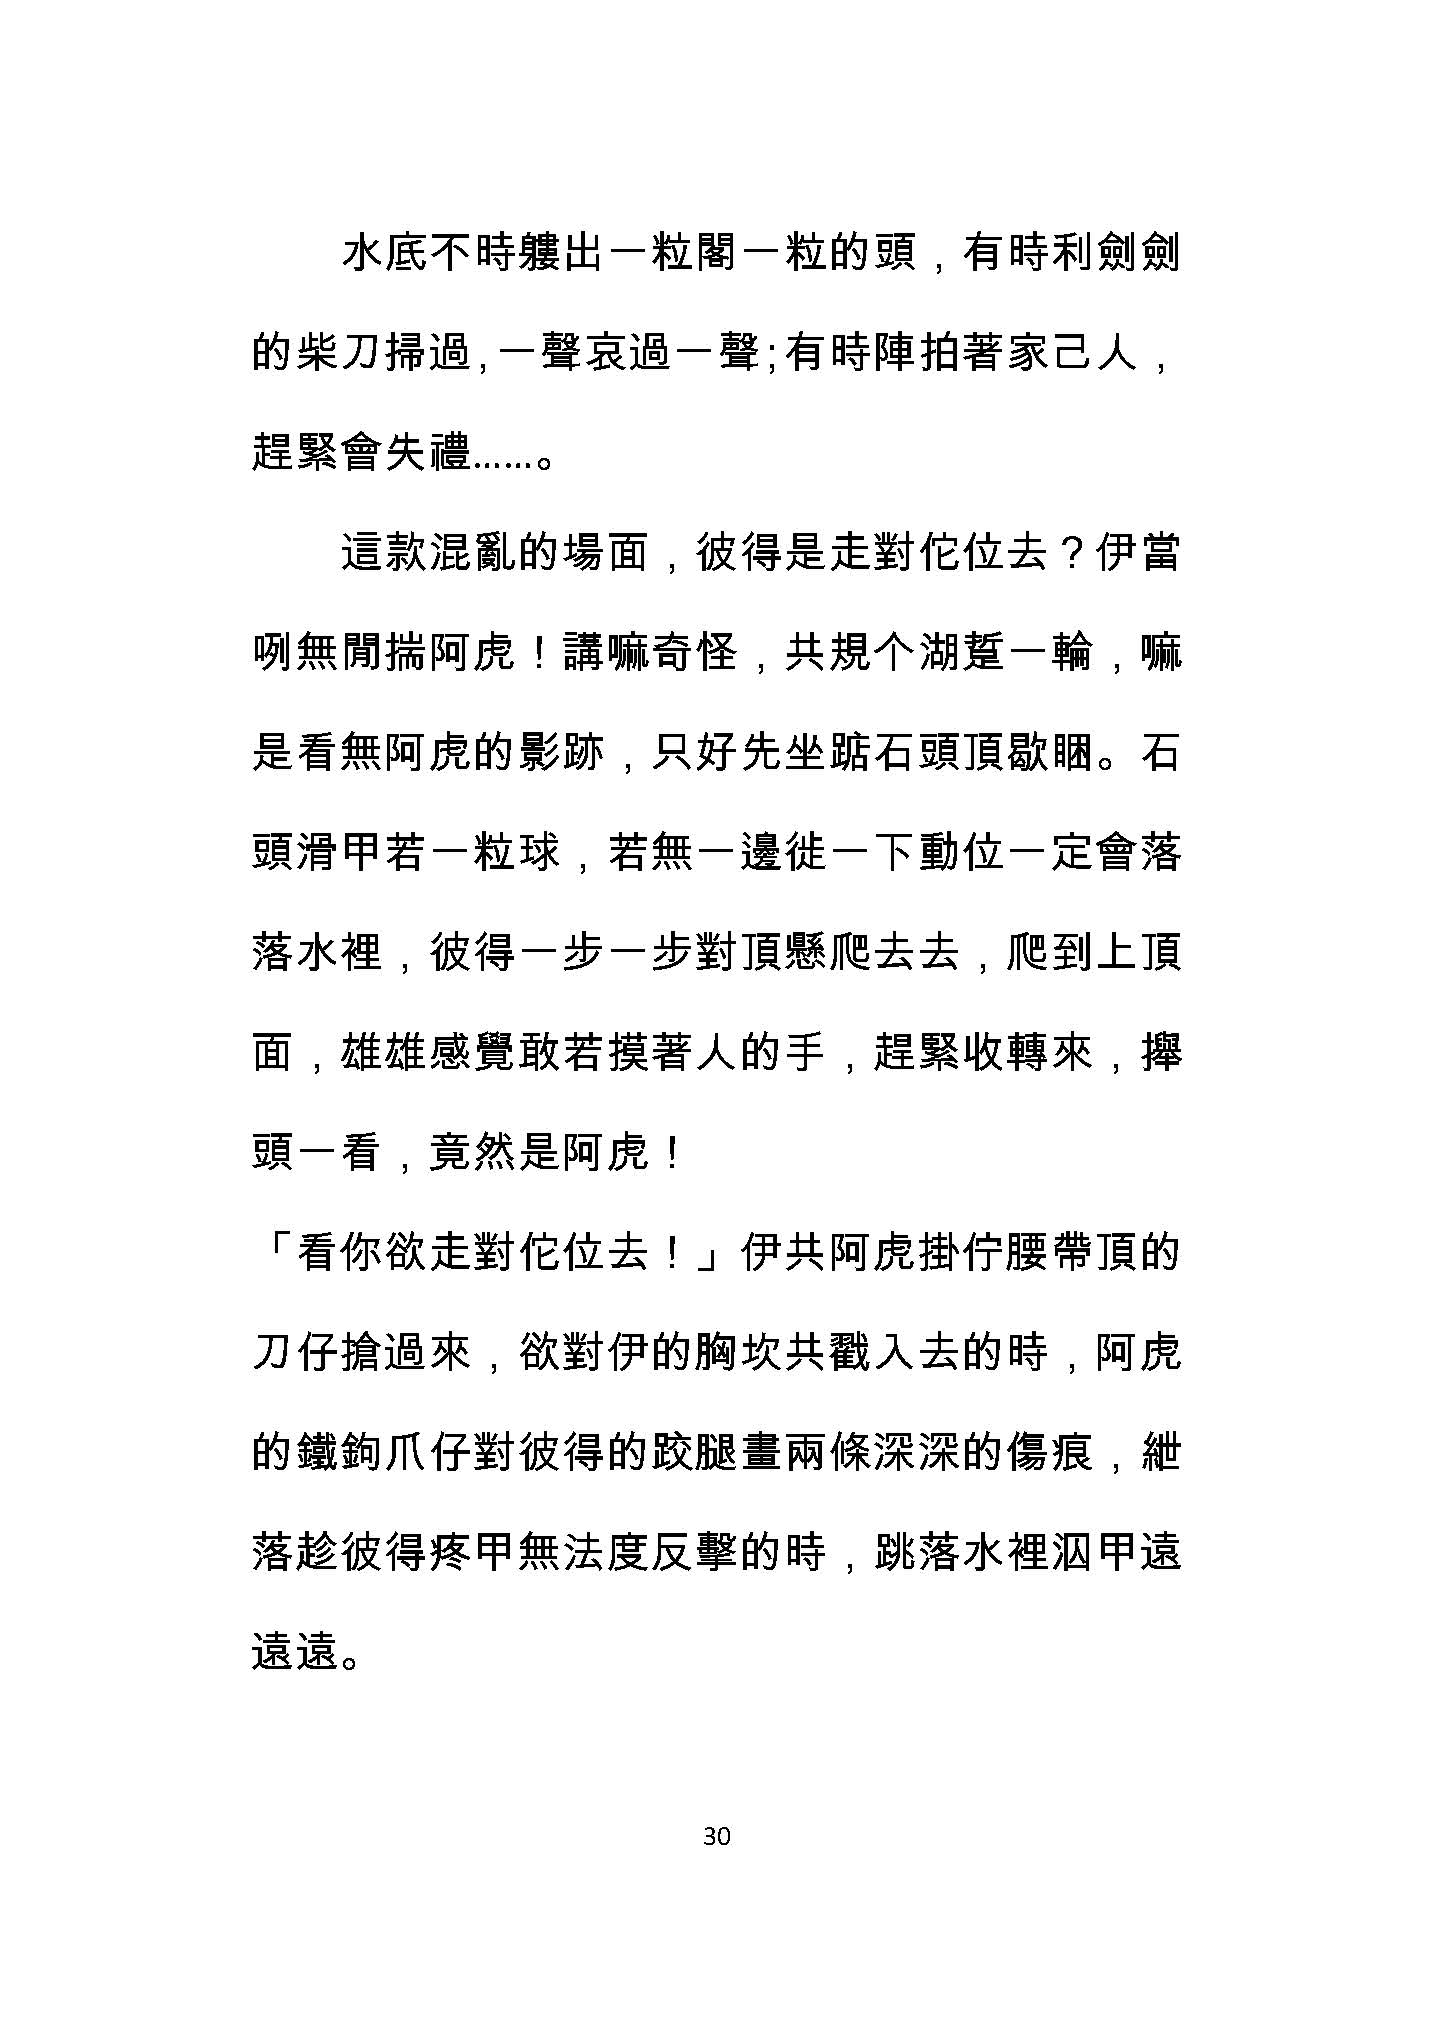 水底不時軁出一粒閣一粒的頭，有時利劍劍
的柴刀掃過，一聲哀過一聲；有時陣拍著家己人，
趕緊會失禮……。
這款混亂的場面，彼得是走對佗位去？伊當
咧無閒揣阿虎！講嘛奇怪，共規个湖踅一輪，嘛
是看無阿虎的影跡，只好先坐踮石頭頂歇睏。石
頭滑甲若一粒球，若無一邊徙一下動位一定會落
落水裡，彼得一步一步對頂懸爬去去，爬到上頂
面，雄雄感覺敢若摸著人的手，趕緊收轉來，攑
頭一看，竟然是阿虎！
「看你欲走對佗位去！」伊共阿虎掛佇腰帶頂的
刀仔搶過來，欲對伊的胸坎共戳入去的時，阿虎
的鐵鉤爪仔對彼得的跤腿畫兩條深深的傷痕，紲
落趁彼得疼甲無法度反擊的時，跳落水裡泅甲遠
遠遠。
30